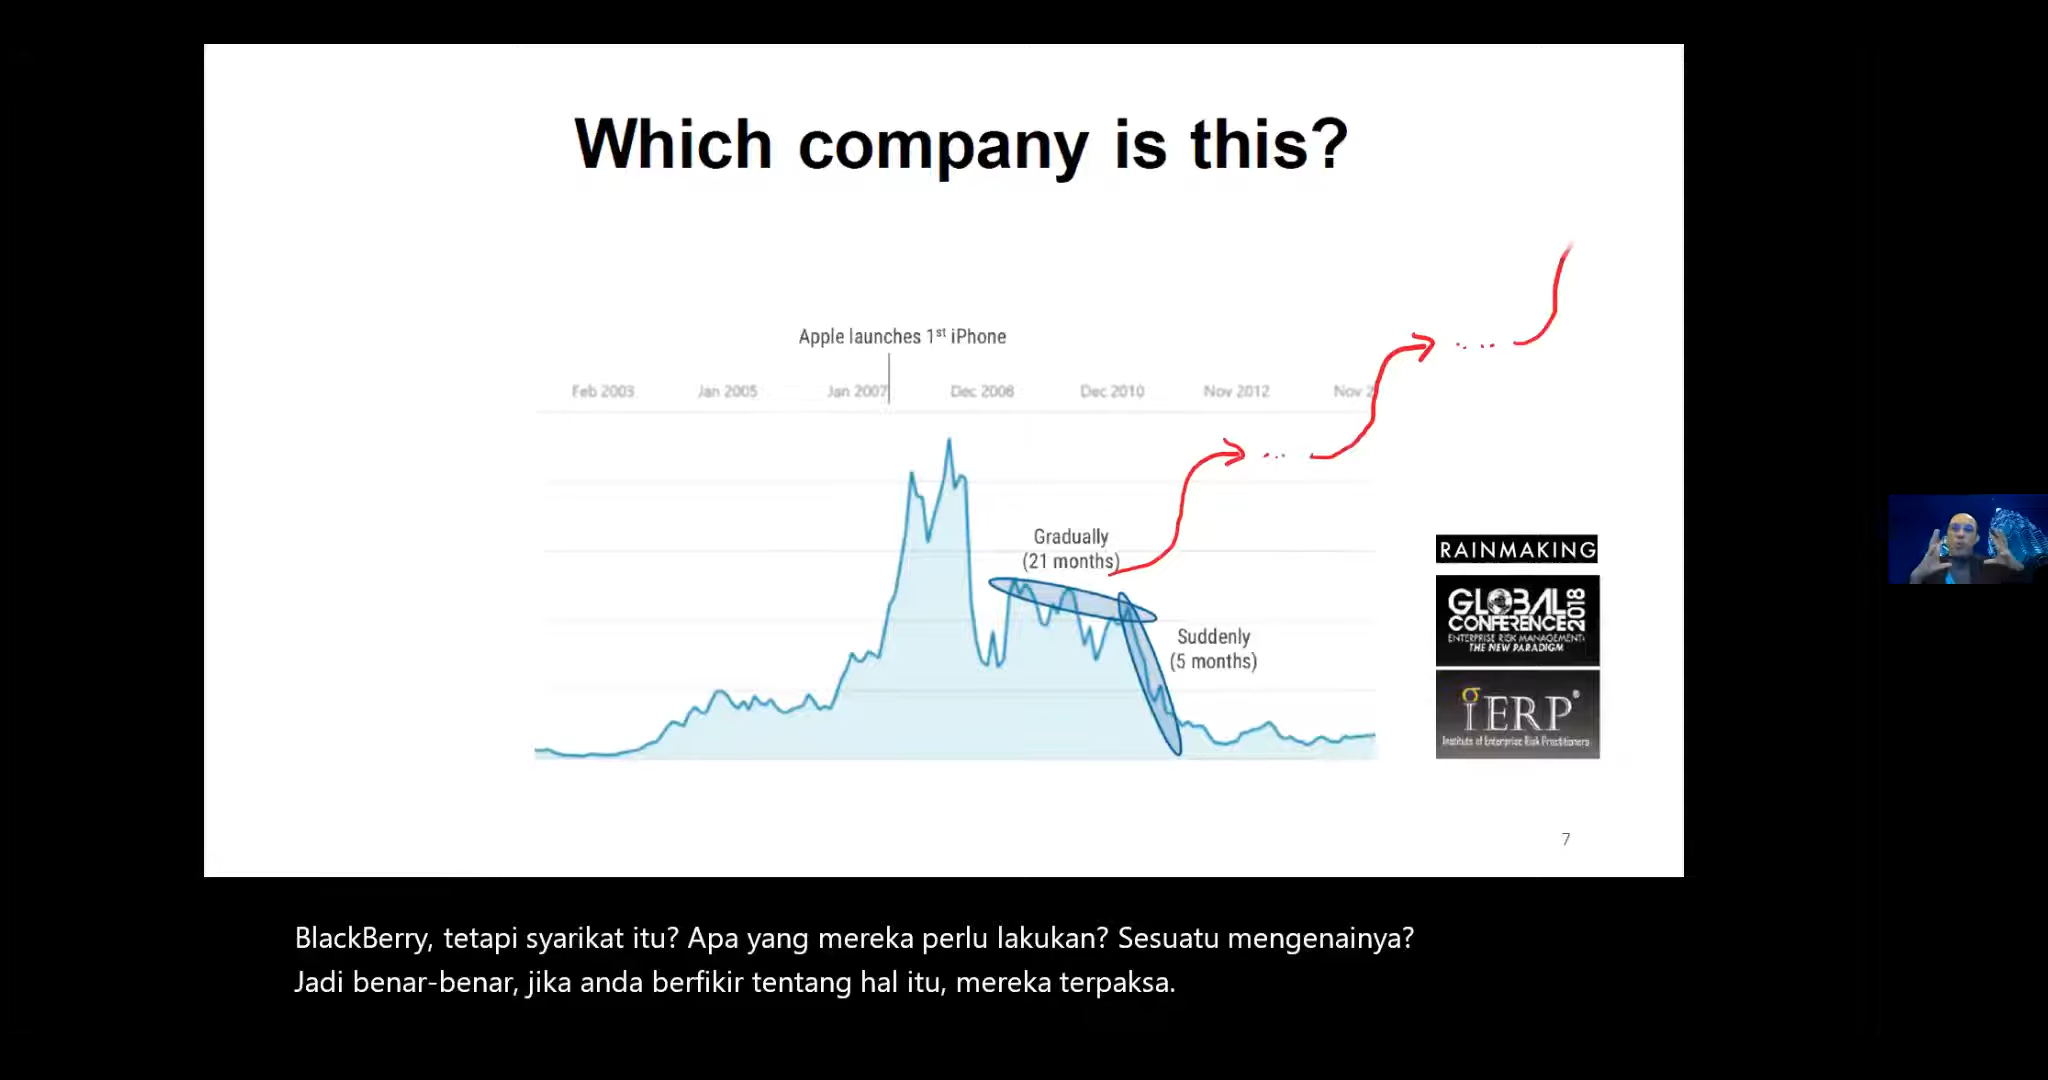 Which company is this?
Apple launches 1st iPhone
Feb 2003 Jan 2005 Jan 2007 Dec 2008 Dec 2010 Nov 2012 Nov 2
Gradually
(21 months)
Suddenly
(5 months)
RAINMAKING
GLOBAL
CONFERENCE 2018
ENTERPRISE RISK MANAGEMENT:
THE NEW PARADIGM
IERP®
Institute of Enterprise Risk Practitioners
7
BlackBerry, tetapi syarikat itu? Apa yang mereka perlu lakukan? Sesuatu mengenainya?
Jadi benar-benar, jika anda berfikir tentang hal itu, mereka terpaksa.